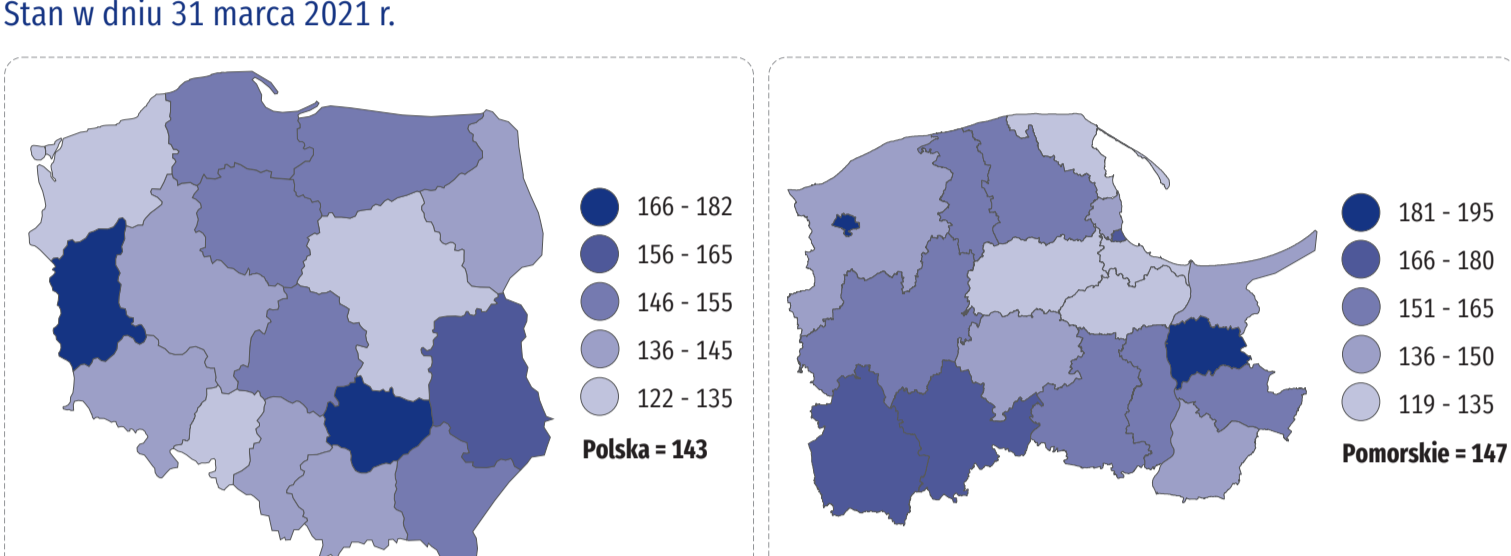 Stan w dniu 31 marca 2021 r.
166 - 182
156 - 165
146 - 155
136 - 145
122 - 135
Polska = 143
181 - 195
166 - 180
151 - 165
136 - 150
119 - 135
Pomorskie = 147